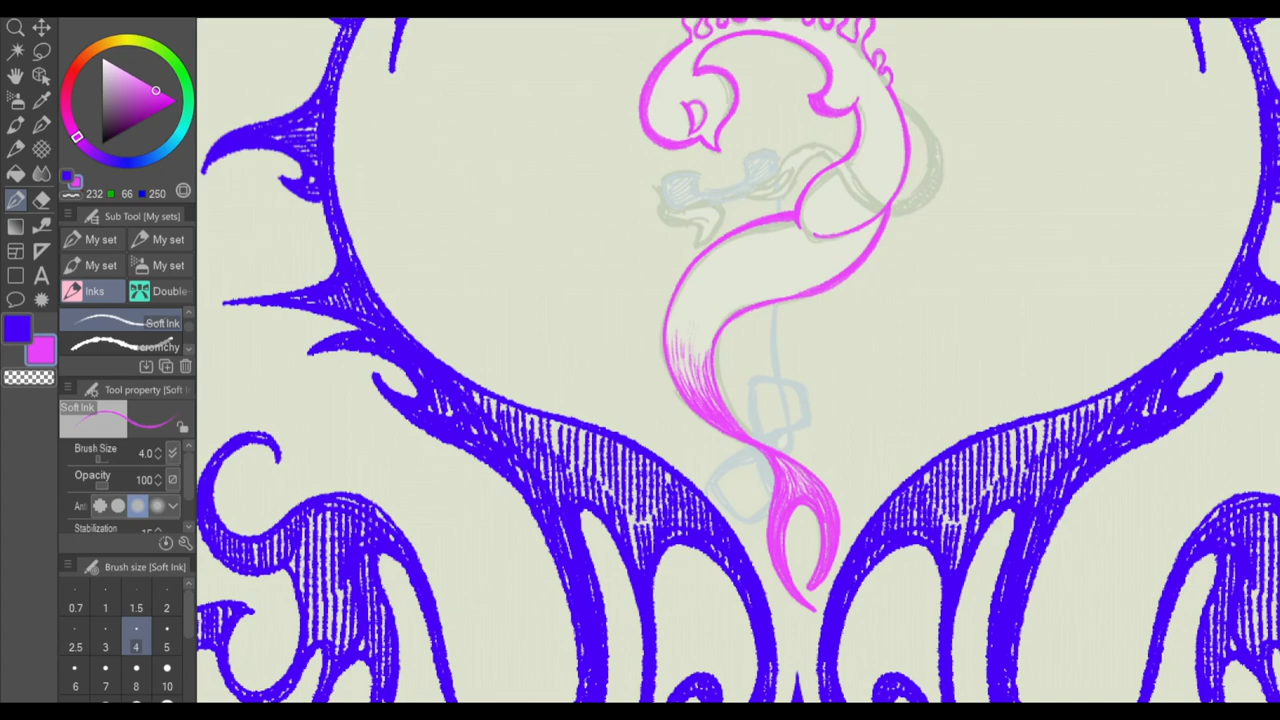 232 66 250
Sub Tool [My sets]
My set My set
My set My set
Inks Double-
Soft Ink
cromchy
Tool property [Soft I
Soft Ink
Brush Size 4.0
Opacity 100
Stabilization
Brush size [Soft Ink]
0.7 1 1.5 2
2.5 3 4 5
6 7 8 10